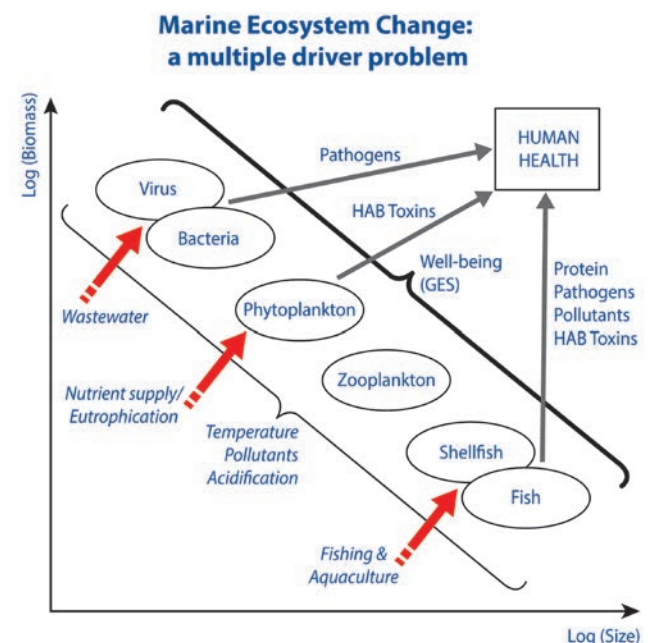 Marine Ecosystem Change:
a multiple driver problem
Log (Biomass)
HUMAN
HEALTH
Pathogens
Virus
HAB Toxins
Bacteria
Well-being
(GES)
Protein
Pathogens
Pollutants
HAB Toxins
Wastewater
Phytoplankton
Zooplankton
Nutrient supply/
Eutrophication
Temperature
Pollutants
Acidification
Shellfish
Fish
Fishing &
Aquaculture
Log (Size)